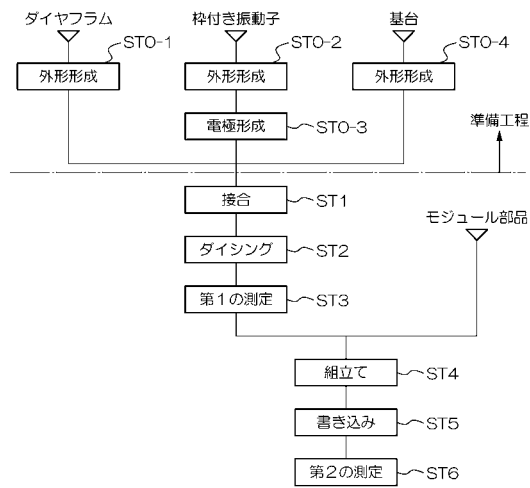 ダイヤフラム
枠付き振動子
基台
外形形成 ST0-1
外形形成 ST0-2
外形形成 ST0-4
電極形成 ST0-3
準備工程
接合 ST1
モジュール部品
ダイシング ST2
第1の測定 ST3
組立て ST4
書き込み ST5
第2の測定 ST6